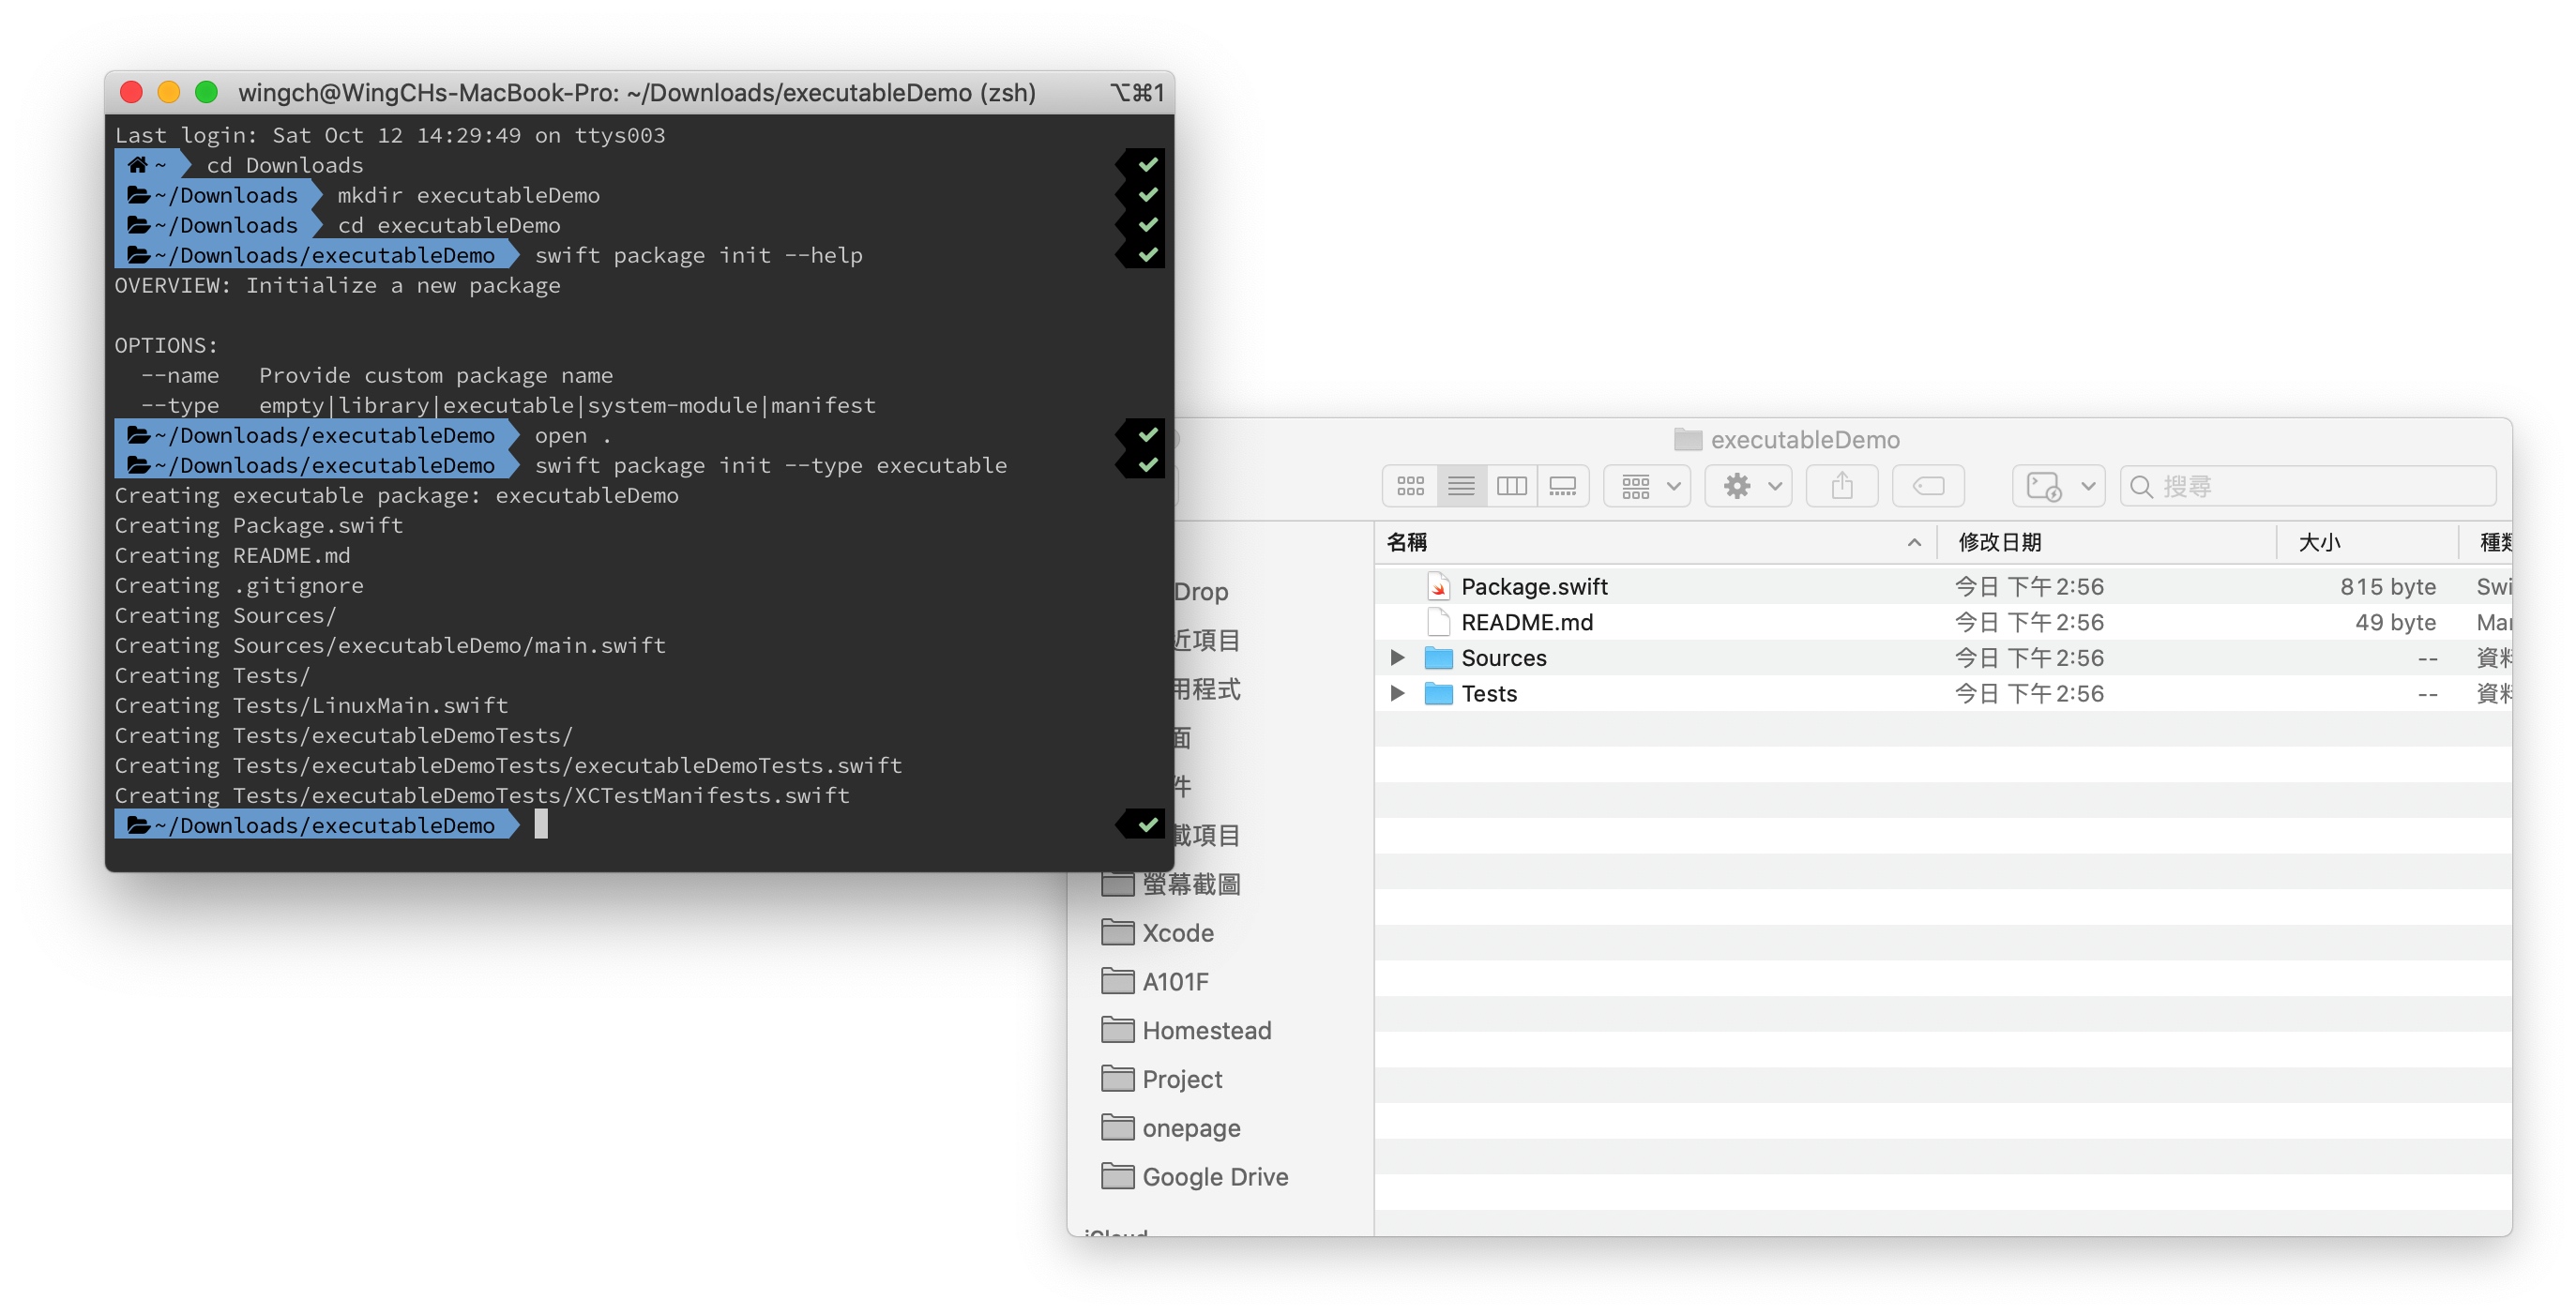 wingch@WingCHs-MacBook-Pro: ~/Downloads/executableDemo (zsh)
⌥⌘1
Last login: Sat Oct 12 14:29:49 on ttys003
~ cd Downloads
~/Downloads mkdir executableDemo
~/Downloads cd executableDemo
~/Downloads/executableDemo swift package init --help
OVERVIEW: Initialize a new package
OPTIONS:
--name Provide custom package name
--type empty|library|executable|system-module|manifest
~/Downloads/executableDemo open .
~/Downloads/executableDemo swift package init --type executable
Creating executable package: executableDemo
Creating Package.swift
Creating README.md
Creating .gitignore
Creating Sources/
Creating Sources/executableDemo/main.swift
Creating Tests/
Creating Tests/LinuxMain.swift
Creating Tests/executableDemoTests/
Creating Tests/executableDemoTests/executableDemoTests.swift
Creating Tests/executableDemoTests/XCTestManifests.swift
~/Downloads/executableDemo
executableDemo
搜尋
名稱 修改日期 大小
Package.swift 今日 下午 2:56 815 byte Swi
README.md 今日 下午 2:56 49 byte Mar
Sources 今日 下午 2:56 -- 資料
Tests 今日 下午 2:56 -- 資料
Drop
近項目
用程式
面
件
載項目
螢幕截圖
Xcode
A101F
Homestead
Project
onepage
Google Drive
iCloud